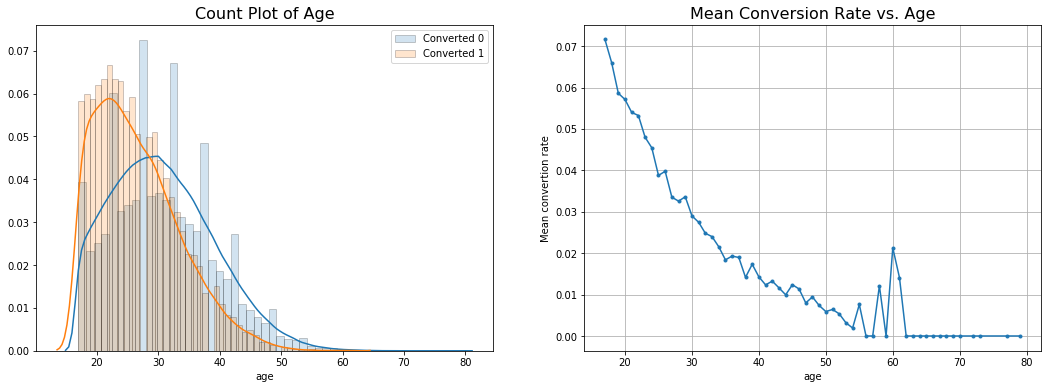 Count Plot of Age
Converted 0
Converted 1
0.07
0.06
0.05
0.04
0.03
0.02
0.01
0.00
20 30 40 50 60 70 80
age
Mean Conversion Rate vs. Age
Mean convertion rate
0.07
0.06
0.05
0.04
0.03
0.02
0.01
0.00
20 30 40 50 60 70 80
age